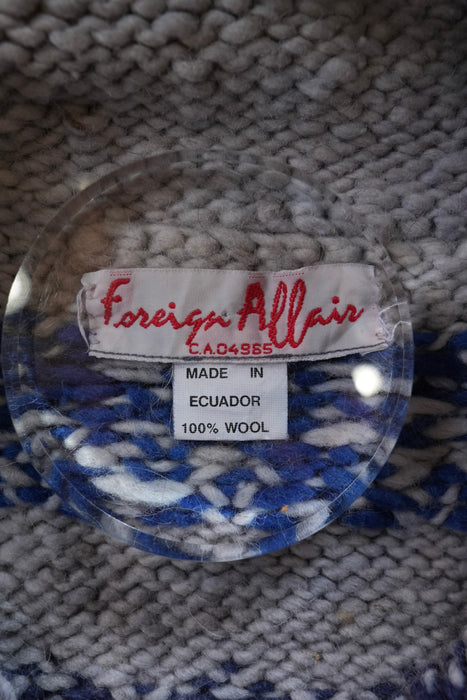 Foreign Affair
C.A.04985
MADE IN
ECUADOR
100% WOOL